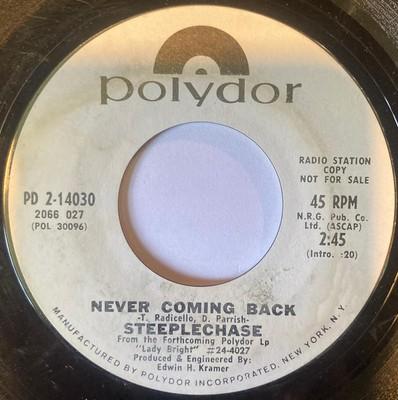 polydor
RADIO STATION
COPY
NOT FOR SALE
PD 2-14030
2066 027
(POL 30096)
45 RPM
N.R.G. Pub. Co.
Ltd. (ASCAP)
2:45
(Intro. :20)
NEVER COMING BACK
-T. Radicello, D. Parrish-
STEEPLECHASE
From the Forthcoming Polydor Lp
"Lady Bright" #24-4027
Produced & Engineered By:
Edwin H. Kramer
MANUFACTURED BY POLYDOR INCORPORATED, NEW YORK, N.Y.